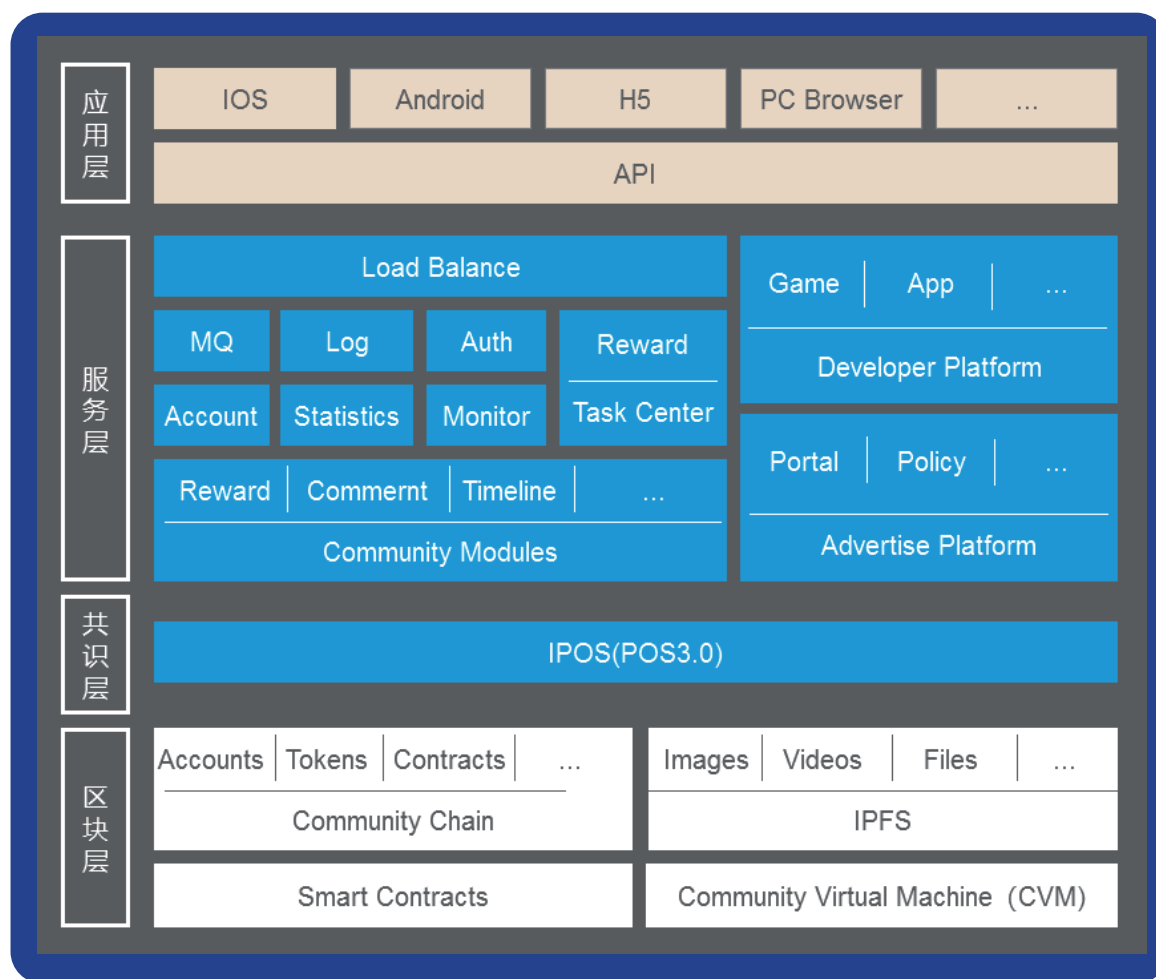 应用层
IOS
Android
H5
PC Browser
...
API
服务层
Load Balance
MQ
Log
Auth
Reward
Task Center
Account
Statistics
Monitor
Reward
Commernt
Timeline
...
Community Modules
Game
App
...
Developer Platform
Portal
Policy
...
Advertise Platform
共识层
IPOS(POS3.0)
区块层
Accounts
Tokens
Contracts
...
Community Chain
Images
Videos
Files
...
IPFS
Smart Contracts
Community Virtual Machine (CVM)